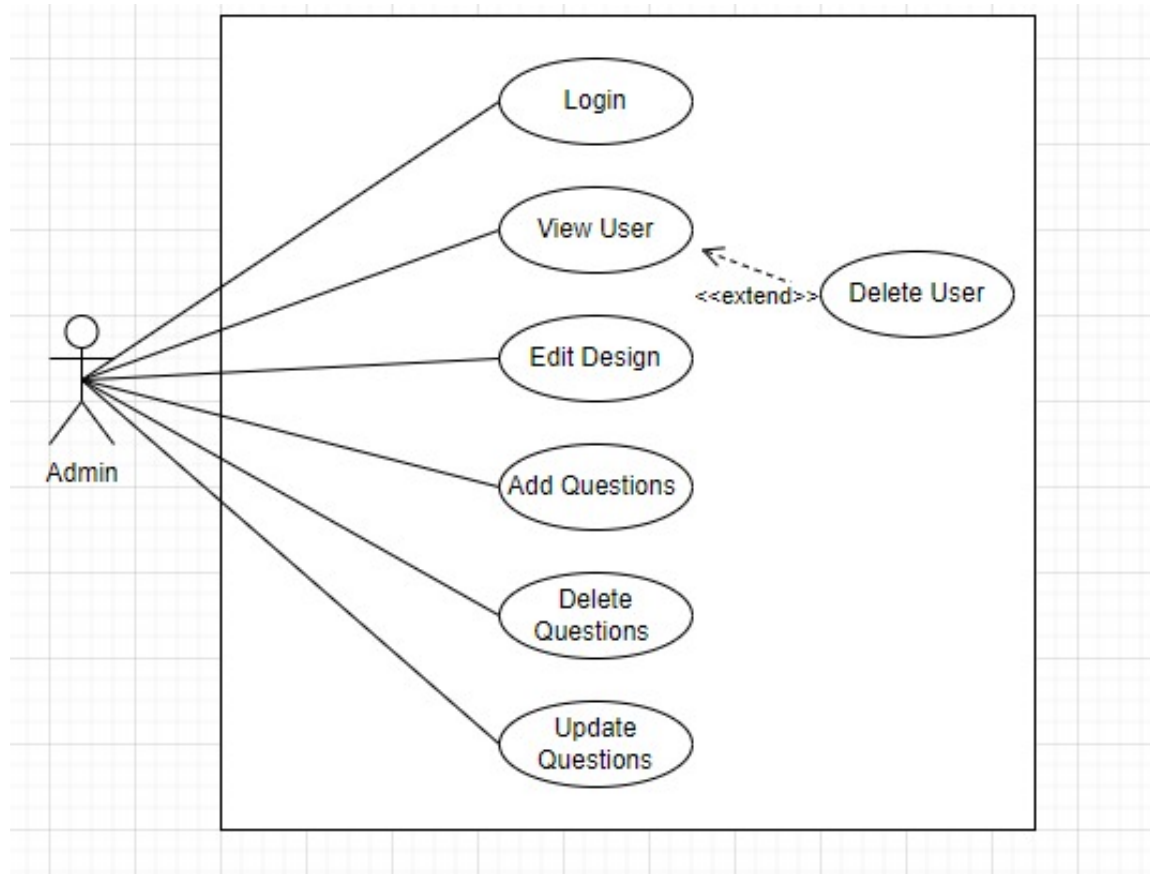 Login
View User
<<extend>>
Delete User
Edit Design
Admin
Add Questions
Delete
Questions
Update
Questions